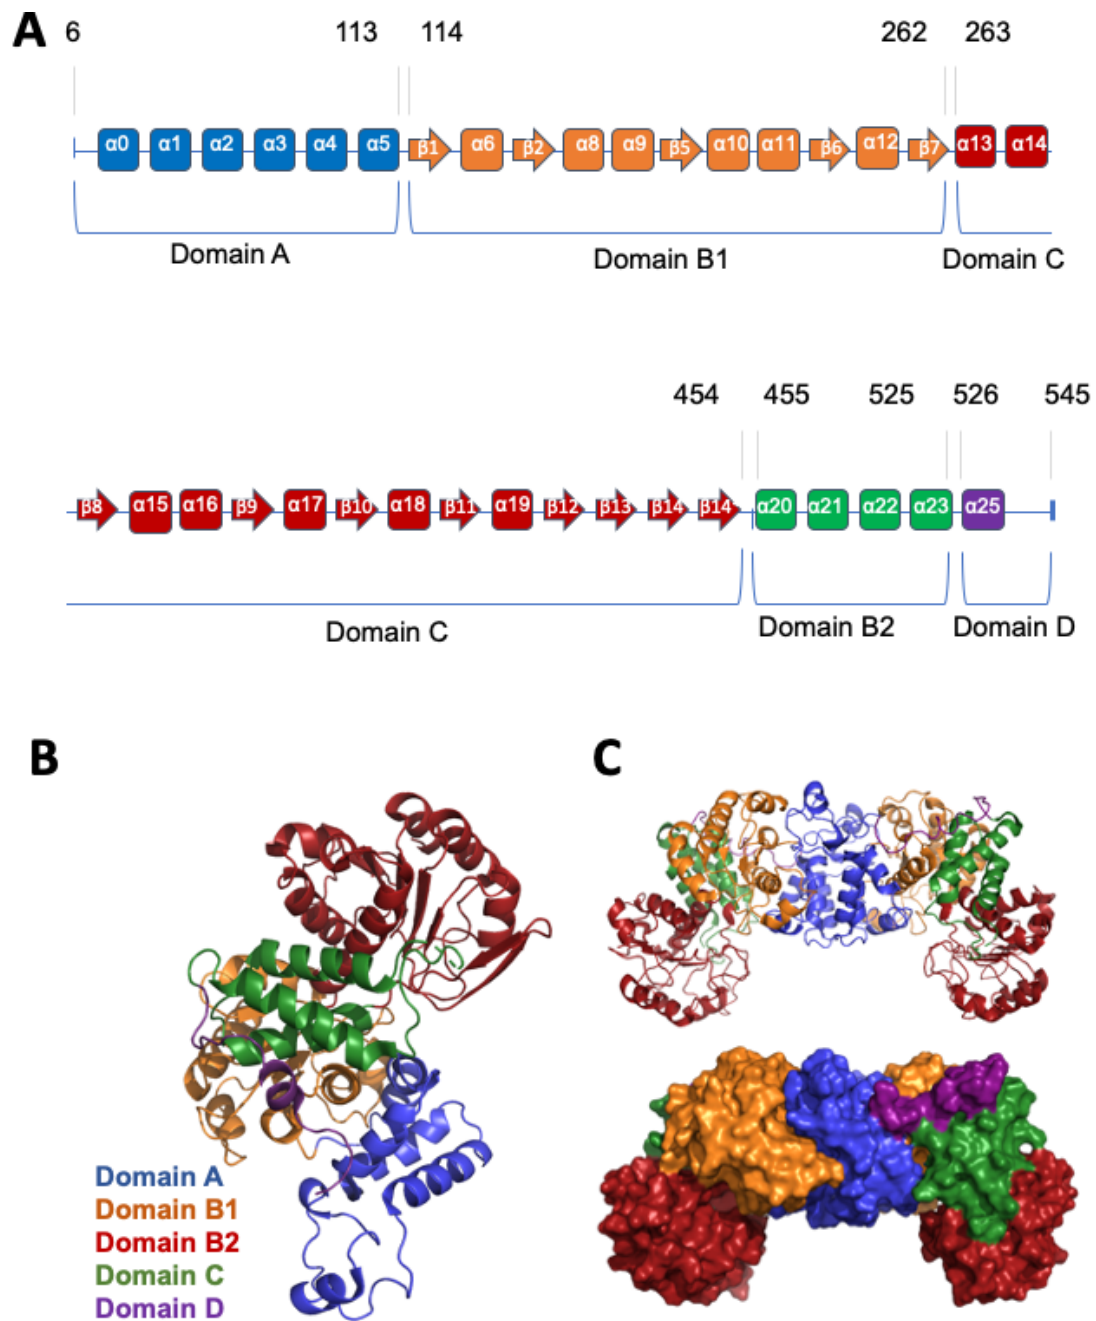 A 6 113 114 262 263
α0 α1 α2 α3 α4 α5 β1 α6 β2 α8 α9 β5 α10 α11 β6 α12 β7 α13 α14
Domain A Domain B1 Domain C
454 455 525 526 545
β8 α15 α16 β9 α17 β10 α18 β11 α19 β12 β13 β14 β14' α20 α21 α22 α23 α25
Domain C Domain B2 Domain D
B C
Domain A
Domain B1
Domain B2
Domain C
Domain D